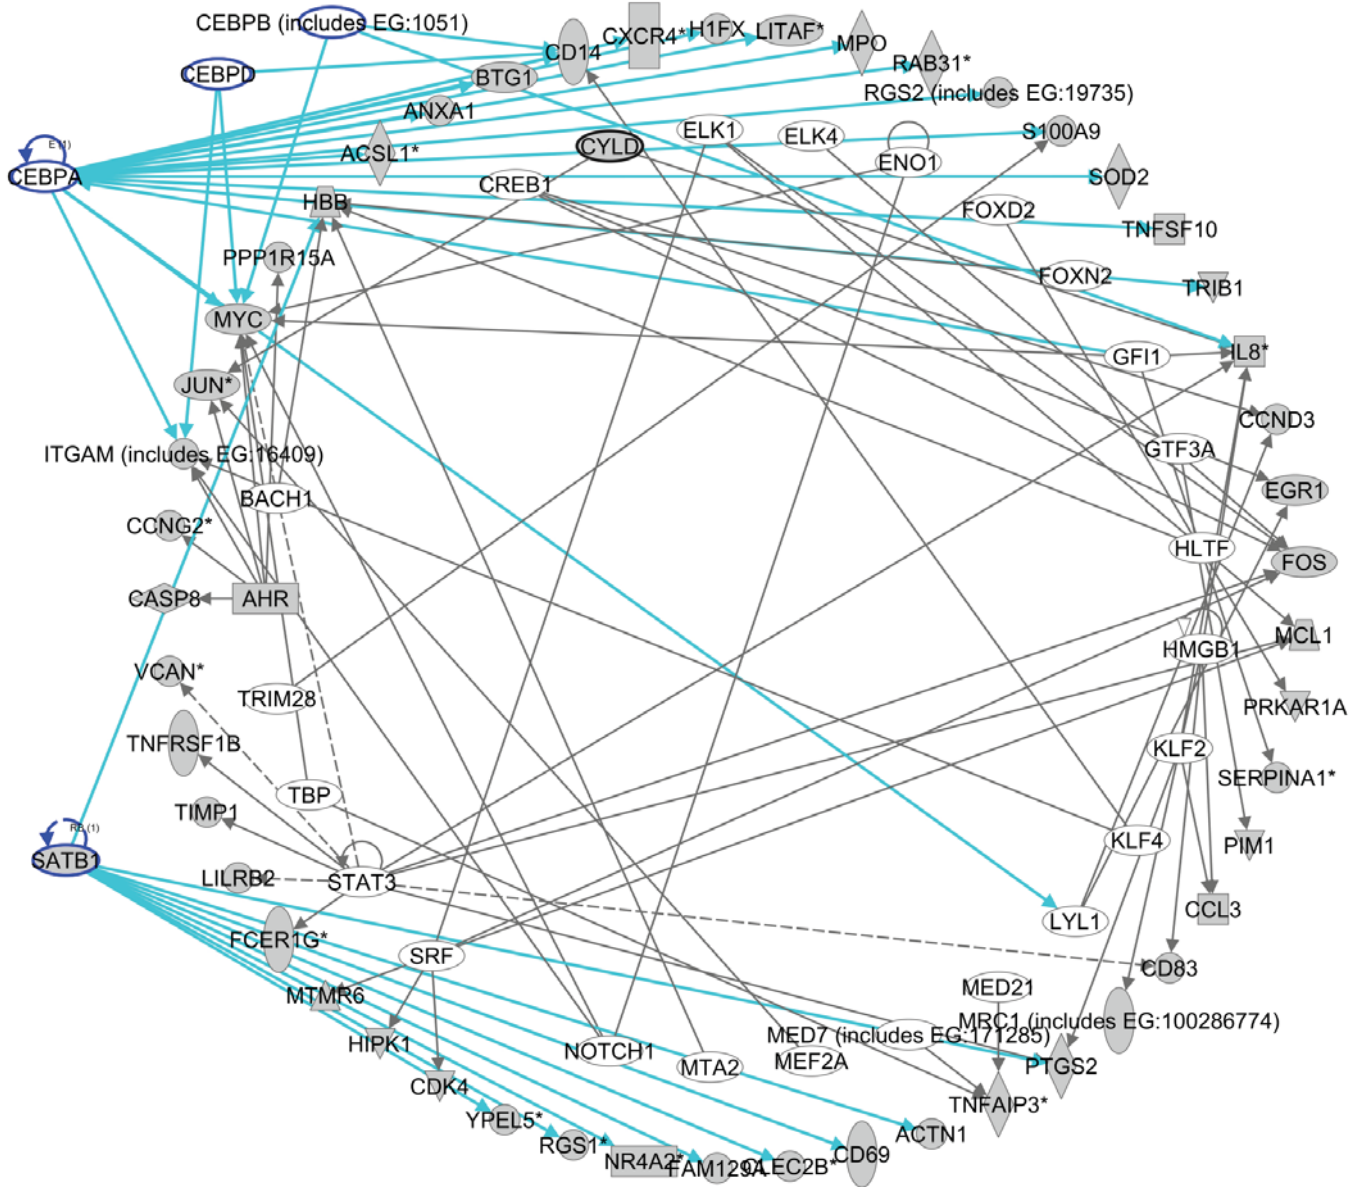 CEBPB (includes EG:1051)
CXCR4*
H1FX
LITAF*
CD14
MPO
CEBPD
RAB31*
BTG1
RGS2 (includes EG:19735)
ANXA1
ELK1
ELK4
S100A9
E (1)
ACSL1*
CYLD
ENO1
CEBPA
CREB1
SOD2
HBB
FOXD2
TNFSF10
PPP1R15A
FOXN2
TRIB1
MYC
GFI1
IL8*
JUN*
CCND3
ITGAM (includes EG:16409)
GTF3A
BACH1
EGR1
CCNG2*
HLTF
FOS
CASP8
AHR
MCL1
HMGB1
VCAN*
TRIM28
PRKAR1A
TNFRSF1B
KLF2
SERPINA1*
TBP
TIMP1
RE (1)
KLF4
PIM1
SATB1
LILRB2
STAT3
CCL3
LYL1
FCER1G*
SRF
CD83
MED21
MTMR6
MRC1 (includes EG:100286774)
MED7 (includes EG:171285)
HIPK1
NOTCH1
MTA2
MEF2A
PTGS2
CDK4
TNFAIP3*
YPEL5*
ACTN1
RGS1*
CD69
NR4A2*
FAM129A
CLEC2B*